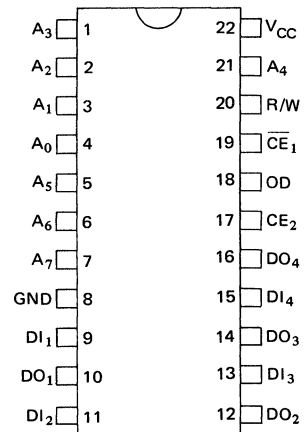 A₃ 1 22 V_CC
A₂ 2 21 A₄
A₁ 3 20 R/W
A₀ 4 19 C̅E̅₁
A₅ 5 18 OD
A₆ 6 17 CE₂
A₇ 7 16 DO₄
GND 8 15 DI₄
DI₁ 9 14 DO₃
DO₁ 10 13 DI₃
DI₂ 11 12 DO₂